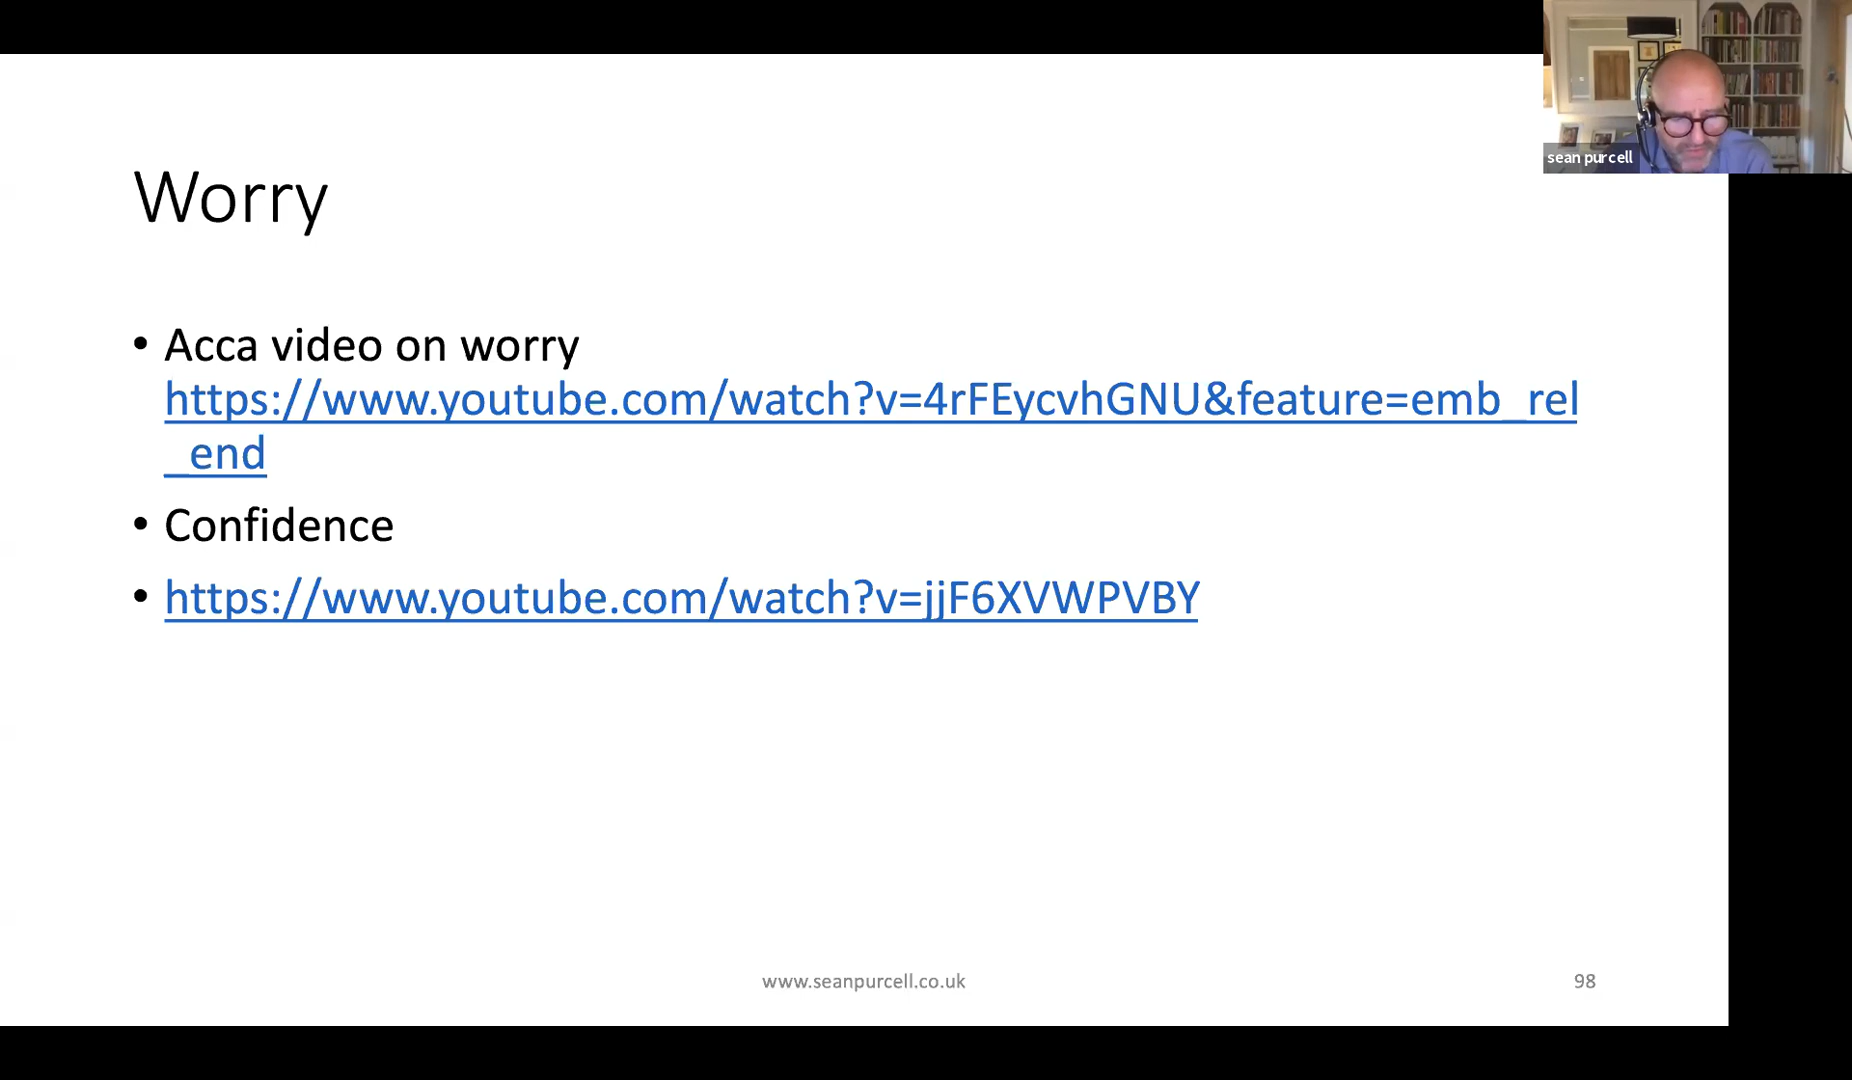 sean purcell
Worry
• Acca video on worry
https://www.youtube.com/watch?v=4rFEycvhGNU&feature=emb_rel
_end
• Confidence
• https://www.youtube.com/watch?v=jjF6XVWPVBY
www.seanpurcell.co.uk
98